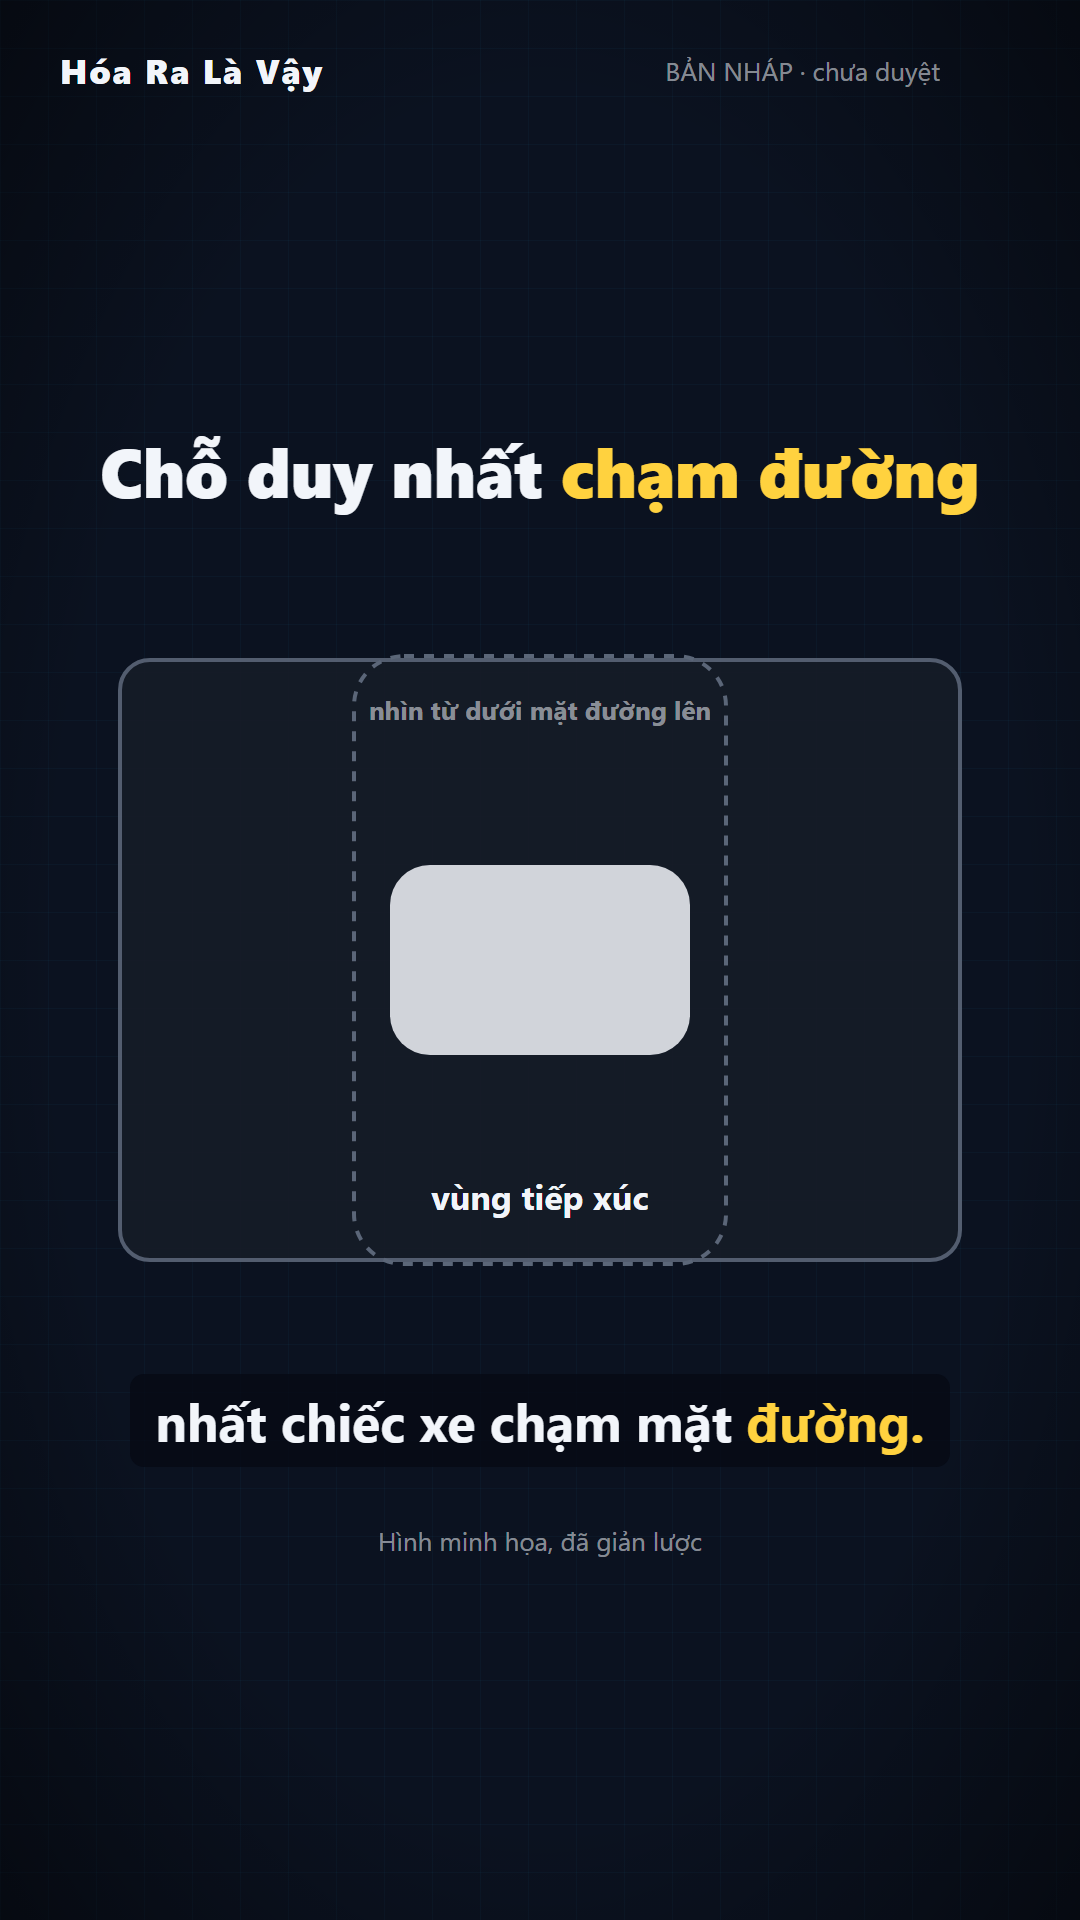 Hóa Ra Là Vậy
BẢN NHÁP · chưa duyệt
Chỗ duy nhất chạm đường
nhìn từ dưới mặt đường lên
vùng tiếp xúc
nhất chiếc xe chạm mặt đường.
Hình minh họa, đã giản lược